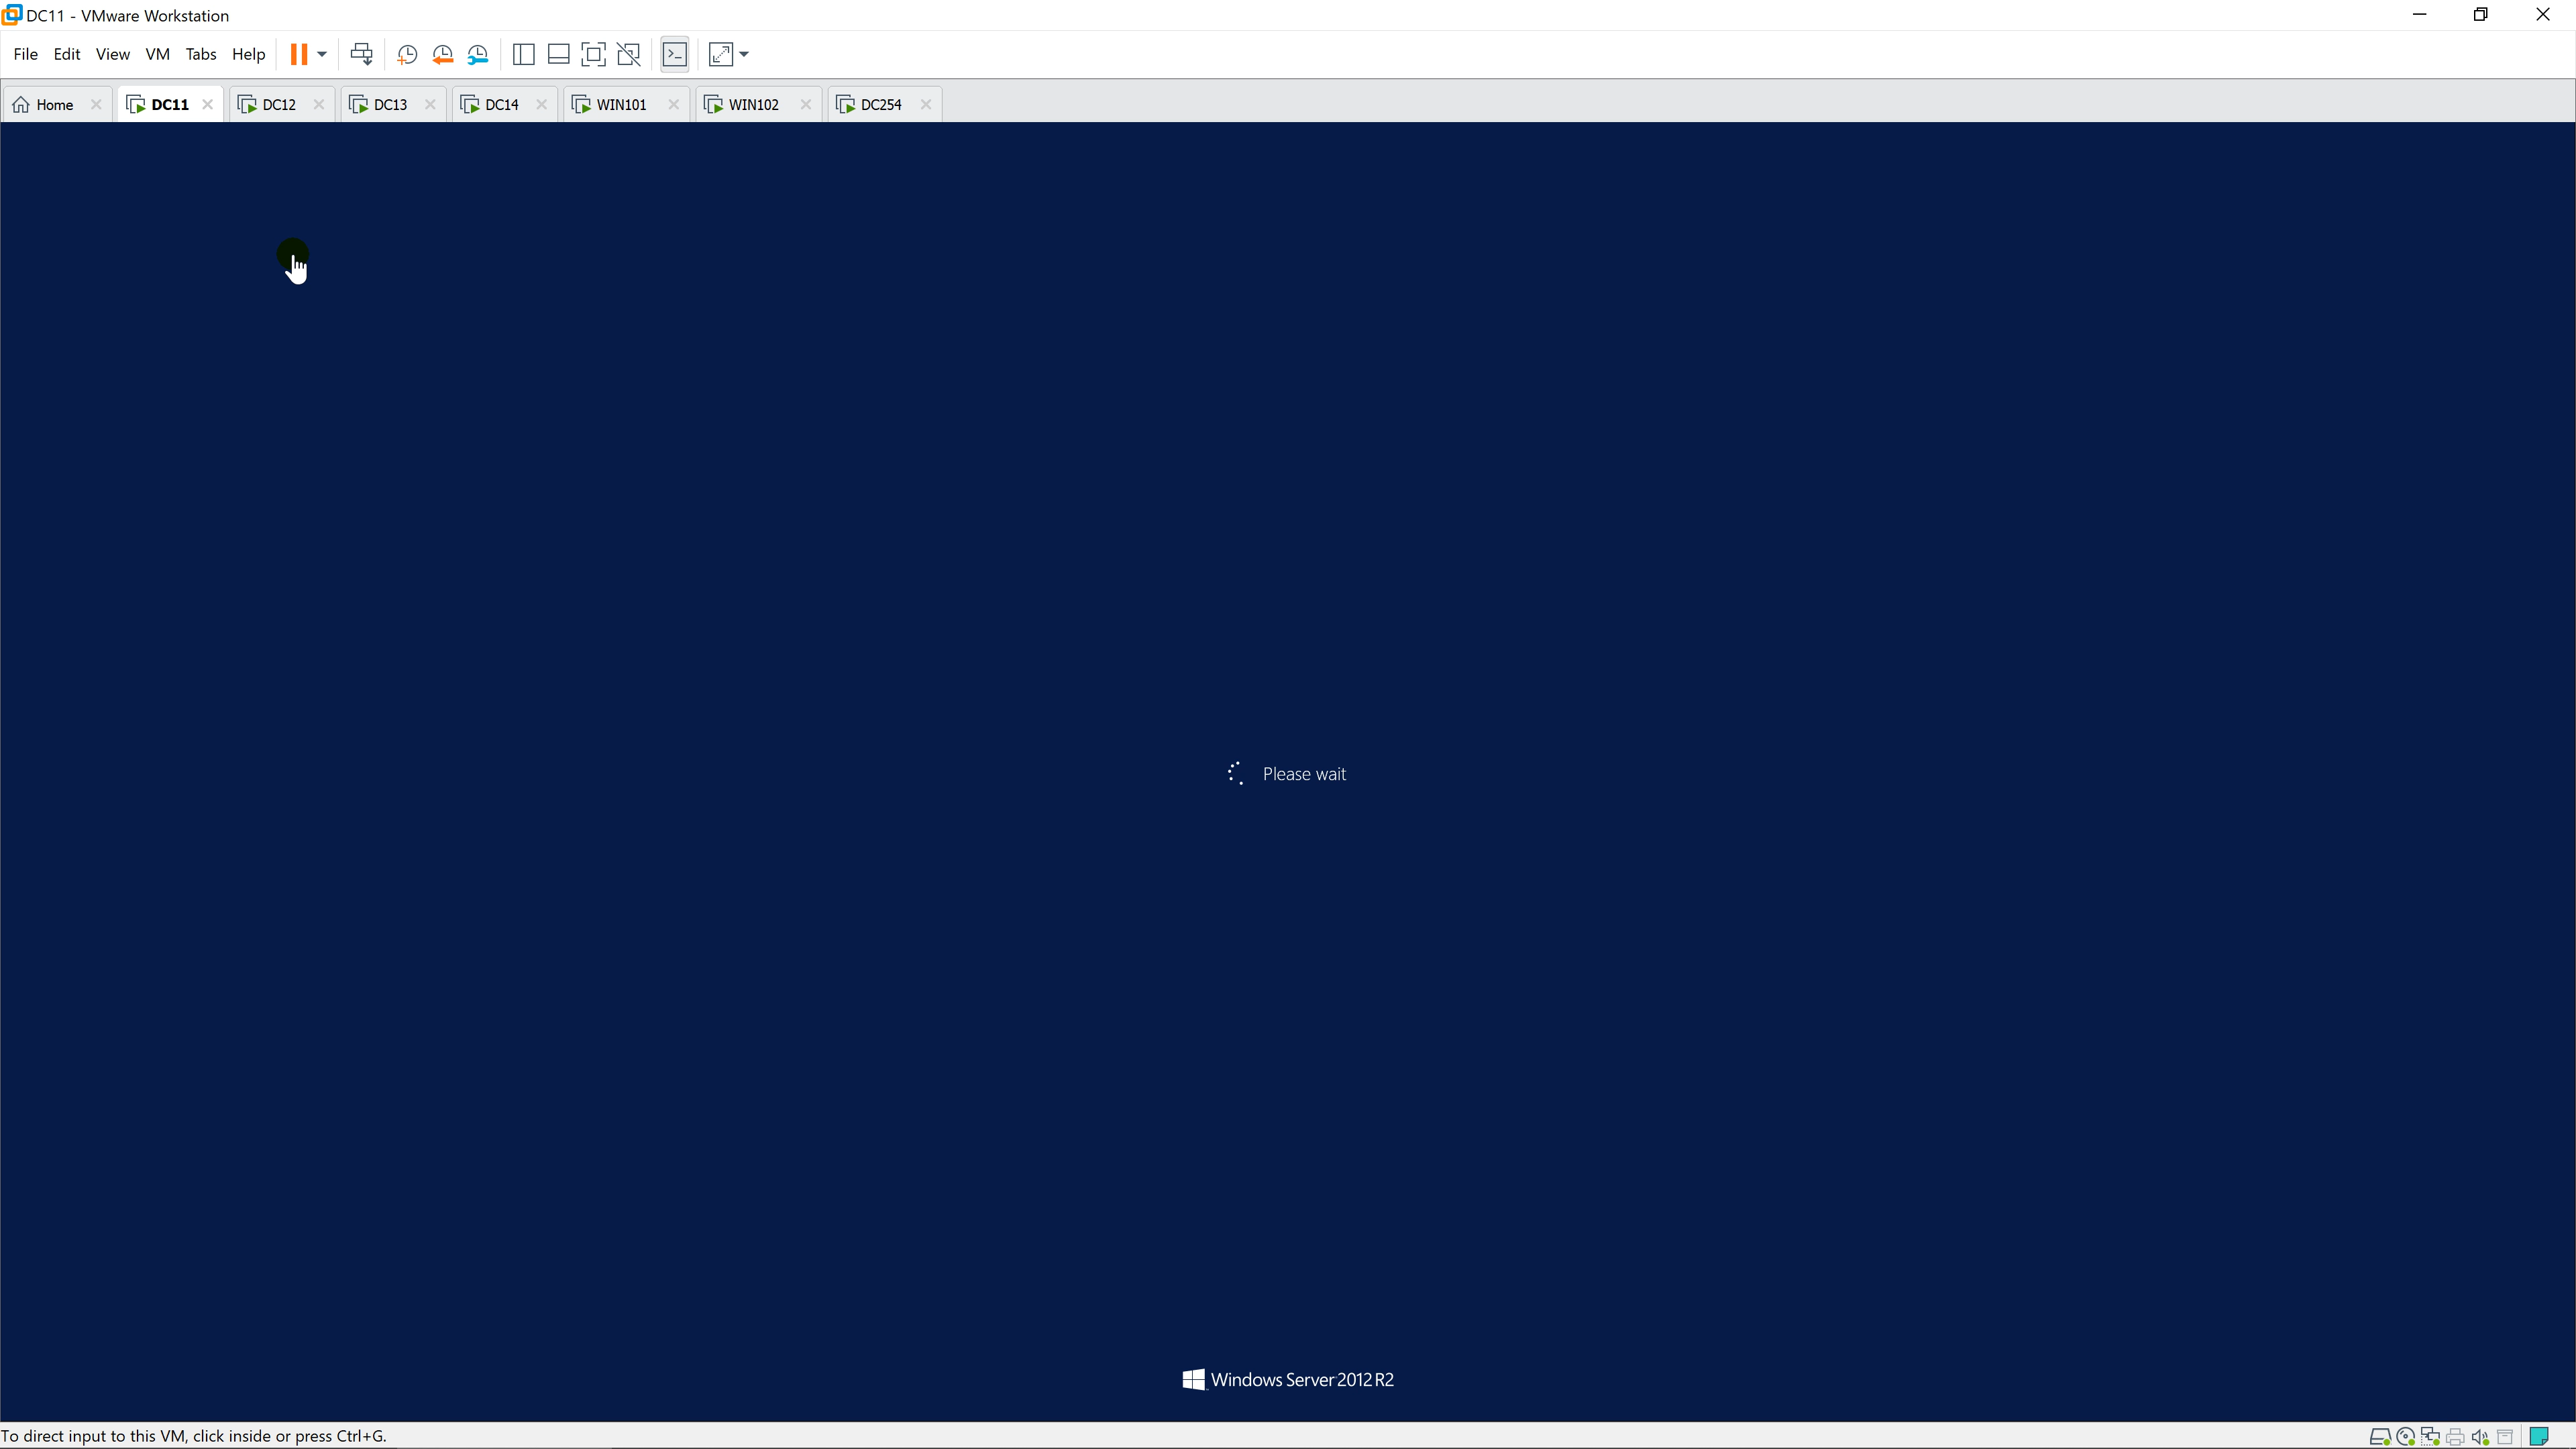 DC11 - VMware Workstation
File Edit View VM Tabs Help
Home DC11 DC12 DC13 DC14 WIN101 WIN102 DC254
Please wait
Windows Server 2012 R2
To direct input to this VM, click inside or press Ctrl+G.